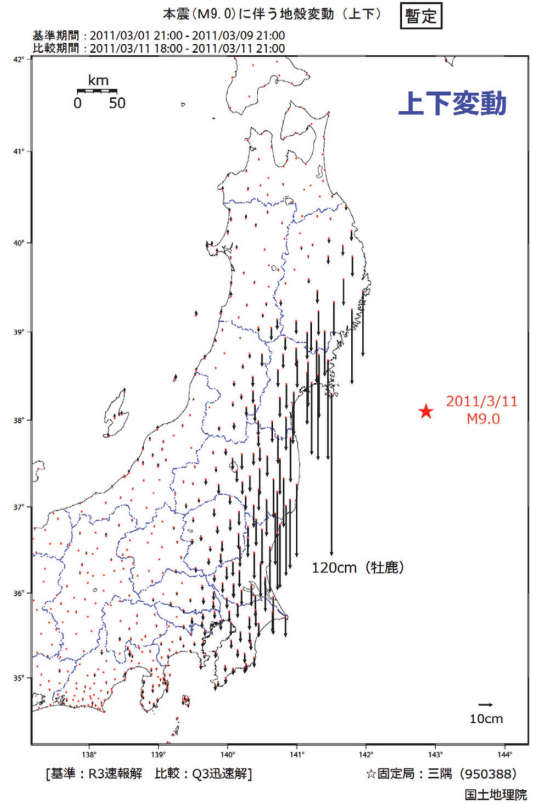 本震(M9.0)に伴う地殻変動(上下) 暫定
基準期間:2011/03/01 21:00 - 2011/03/09 21:00
比較期間:2011/03/11 18:00 - 2011/03/11 21:00
42°
km
0 50
上下変動
41°
40°
39°
2011/3/11
M9.0
38°
37°
120cm(牡鹿)
36°
35°
10cm
138° 139° 140° 141° 142° 143° 144°
[基準:R3速報解 比較:Q3迅速解] ☆固定局:三隅(950388)
国土地理院